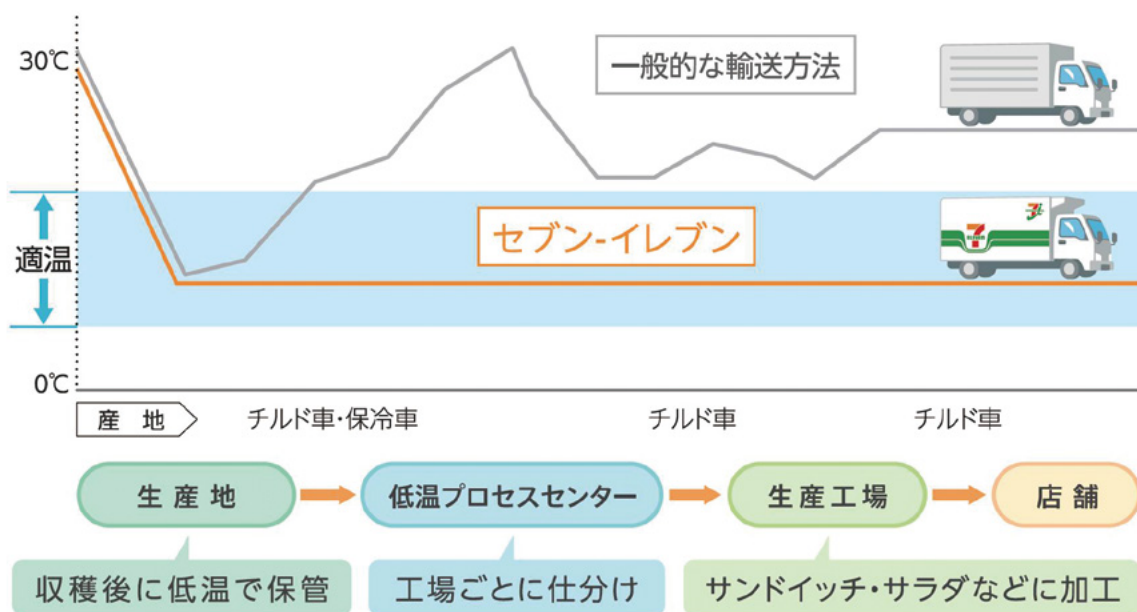 30℃
一般的な輸送方法
適温
セブン-イレブン
7
ELEVEN
0℃
産地
チルド車・保冷車
チルド車
チルド車
生産地
低温プロセスセンター
生産工場
店舗
収穫後に低温で保管
工場ごとに仕分け
サンドイッチ・サラダなどに加工